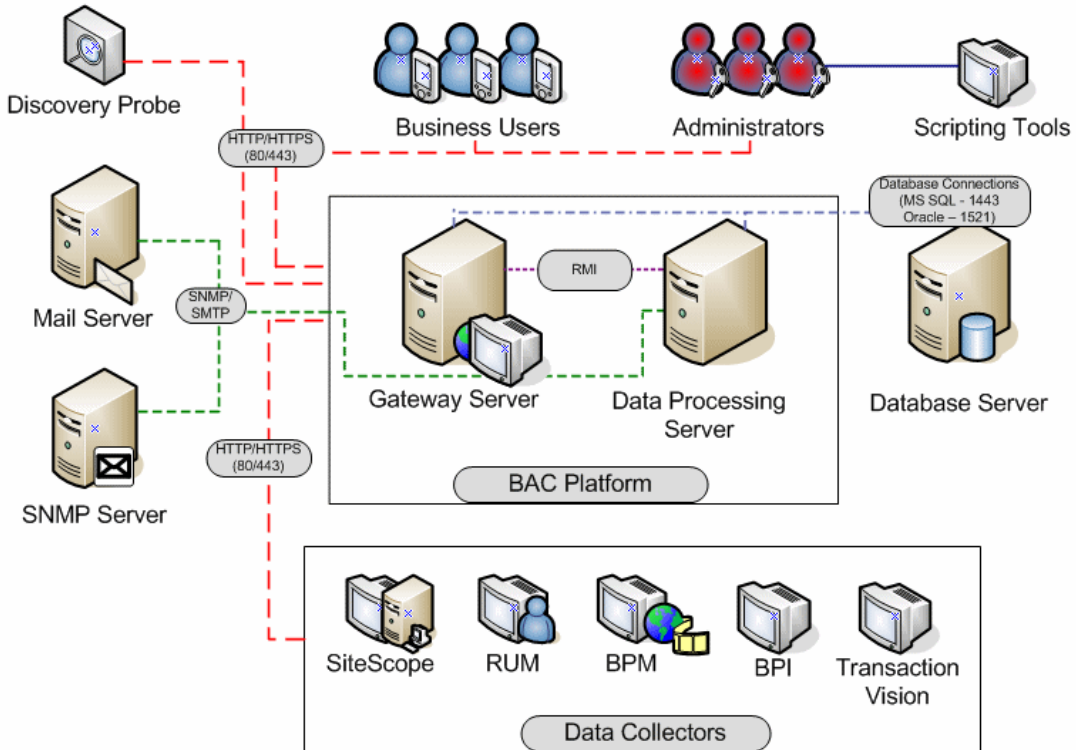 Discovery Probe
Business Users
Administrators
Scripting Tools
HTTP/HTTPS
(80/443)
Database Connections
(MS SQL - 1443
Oracle – 1521)
RMI
SNMP/
SMTP
Mail Server
Gateway Server
Data Processing
Server
Database Server
HTTP/HTTPS
(80/443)
BAC Platform
SNMP Server
SiteScope
RUM
BPM
BPI
Transaction
Vision
Data Collectors